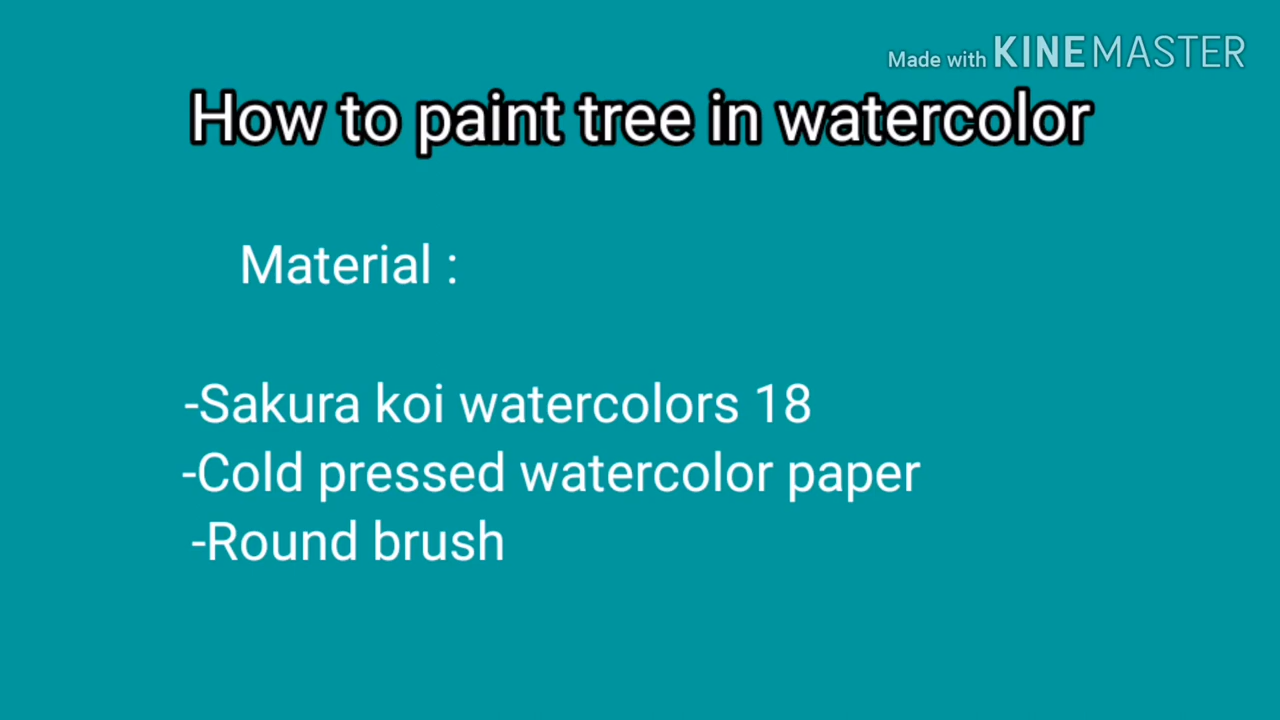 Made with KINEMASTER
How to paint tree in watercolor
Material :
-Sakura koi watercolors 18
-Cold pressed watercolor paper
-Round brush